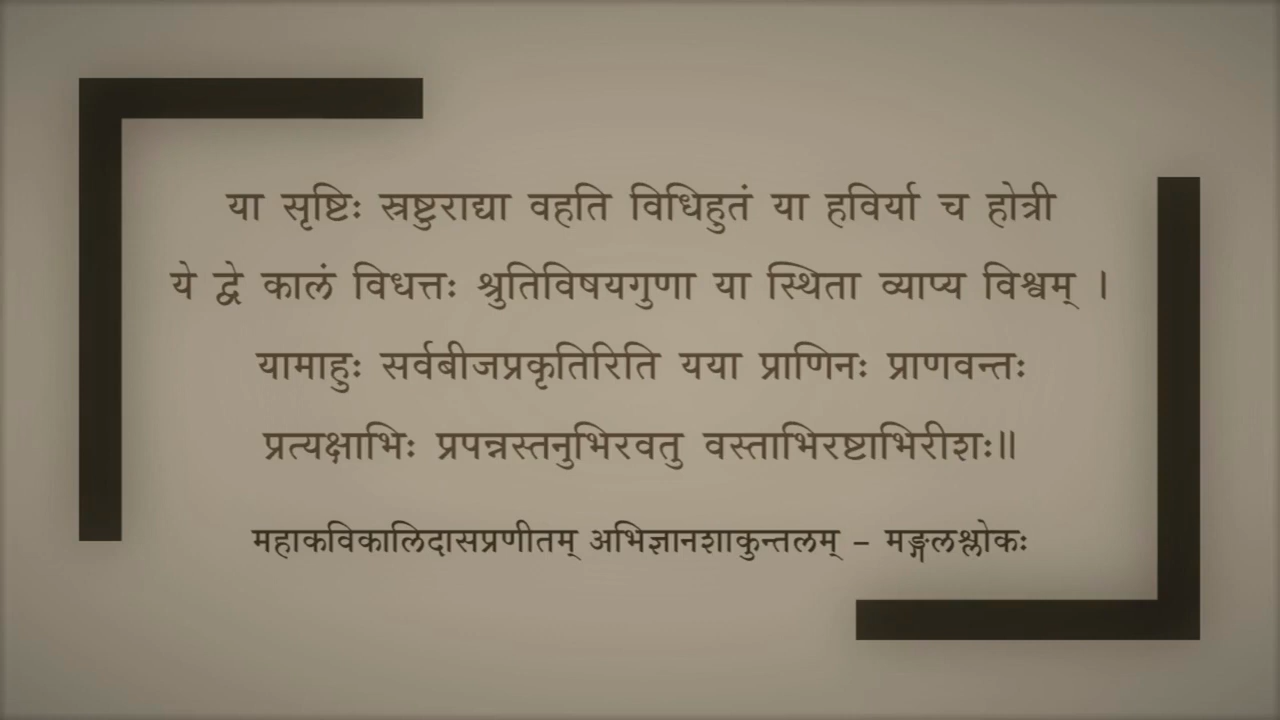 या सृष्टिः स्रष्टुराद्या वहति विधिहुतं या हविर्या च होत्री
ये द्वे कालं विधत्तः श्रुतिविषयगुणा या स्थिता व्याप्य विश्वम् ।
यामाहुः सर्वबीजप्रकृतिरिति यया प्राणिनः प्राणवन्तः
प्रत्यक्षाभिः प्रपन्नस्तनुभिरवतु वस्ताभिरष्टाभिरीशः॥
महाकविकालिदासप्रणीतम् अभिज्ञानशाकुन्तलम् - मङ्गलश्लोकः